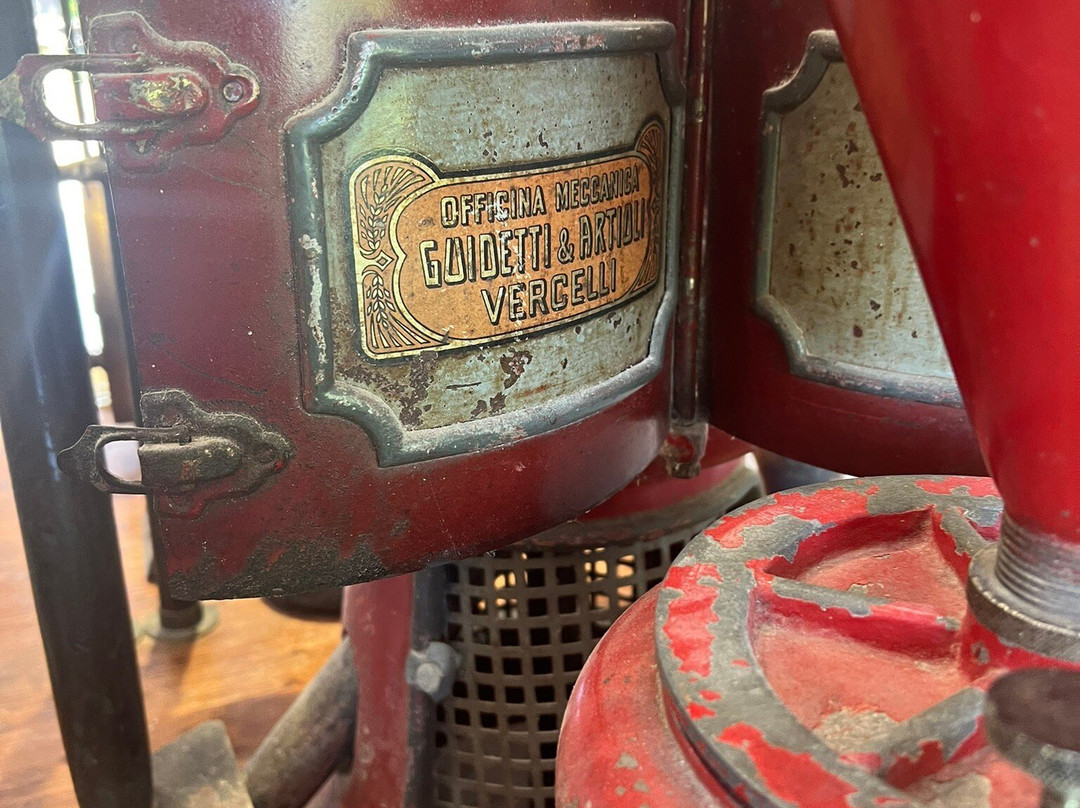 OFFICINA MECCANICA
GUIDETTI & ARTIOLI
VERCELLI